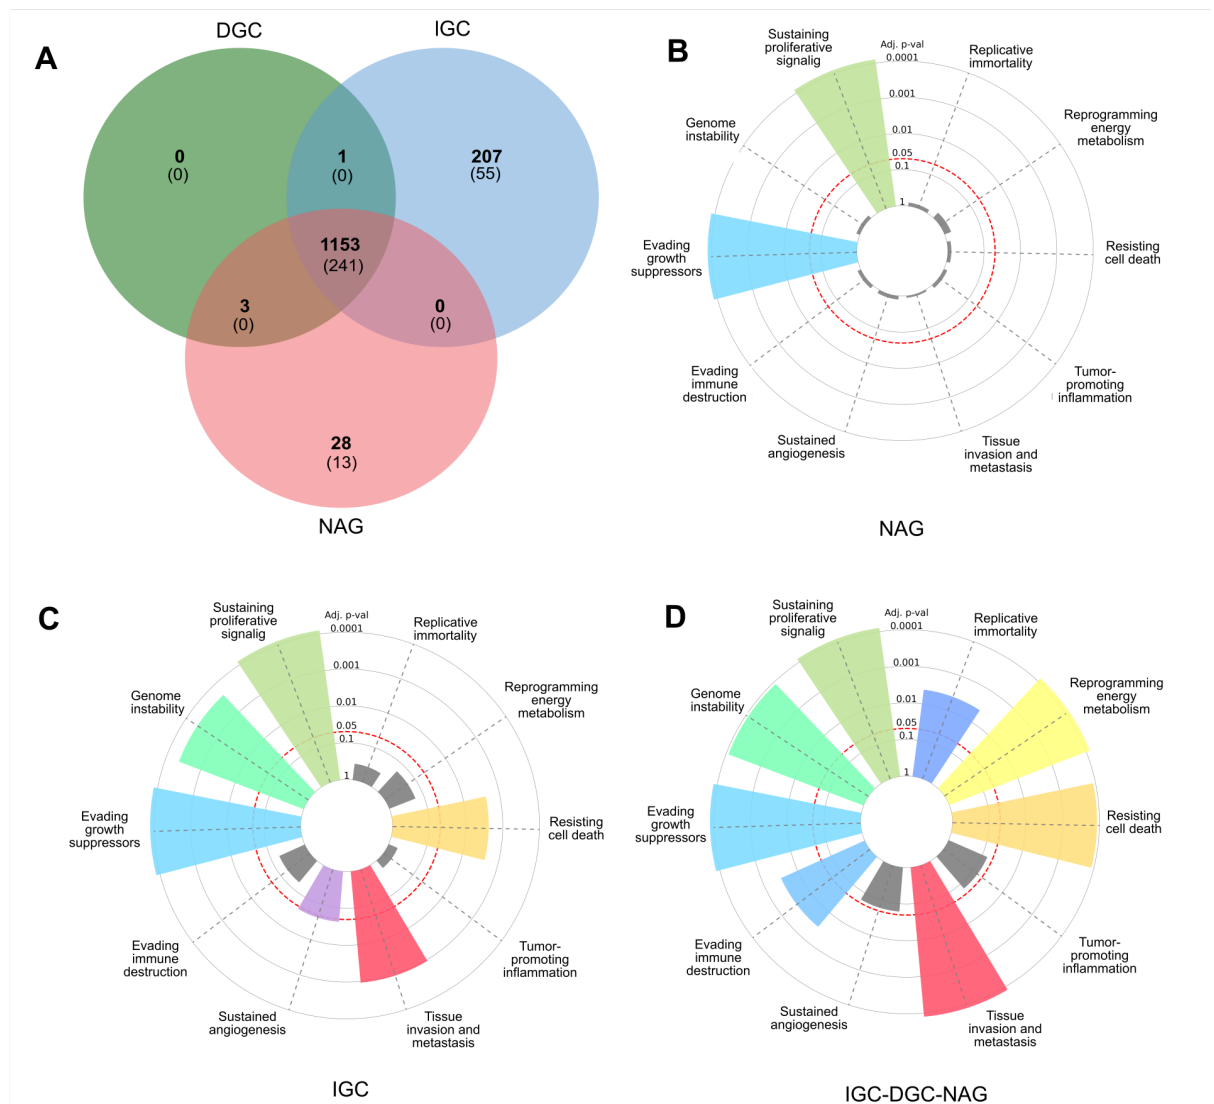 A
DGC
IGC
0
(0)
1
(0)
207
(55)
1153
(241)
3
(0)
0
(0)
28
(13)
NAG
B
Sustaining
proliferative
signalig
Adj. p-val
0.0001
0.001
0.01
0.05
0.1
1
Replicative
immortality
Reprogramming
energy
metabolism
Resisting
cell death
Tumor-
promoting
inflammation
Tissue
invasion and
metastasis
Sustained
angiogenesis
Evading
immune
destruction
Evading
growth
suppressors
Genome
instability
NAG
C
Sustaining
proliferative
signalig
Adj. p-val
0.0001
0.001
0.01
0.05
0.1
1
Replicative
immortality
Reprogramming
energy
metabolism
Resisting
cell death
Tumor-
promoting
inflammation
Tissue
invasion and
metastasis
Sustained
angiogenesis
Evading
immune
destruction
Evading
growth
suppressors
Genome
instability
IGC
D
Sustaining
proliferative
signalig
Adj. p-val
0.0001
0.001
0.01
0.05
0.1
1
Replicative
immortality
Reprogramming
energy
metabolism
Resisting
cell death
Tumor-
promoting
inflammation
Tissue
invasion and
metastasis
Sustained
angiogenesis
Evading
immune
destruction
Evading
growth
suppressors
Genome
instability
IGC-DGC-NAG